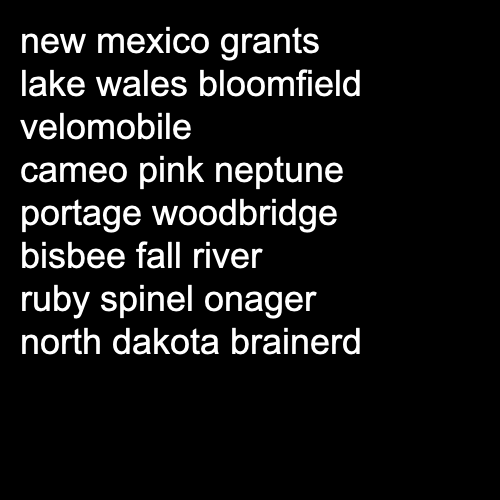 new mexico grants
lake wales bloomfield
velomobile
cameo pink neptune
portage woodbridge
bisbee fall river
ruby spinel onager
north dakota brainerd